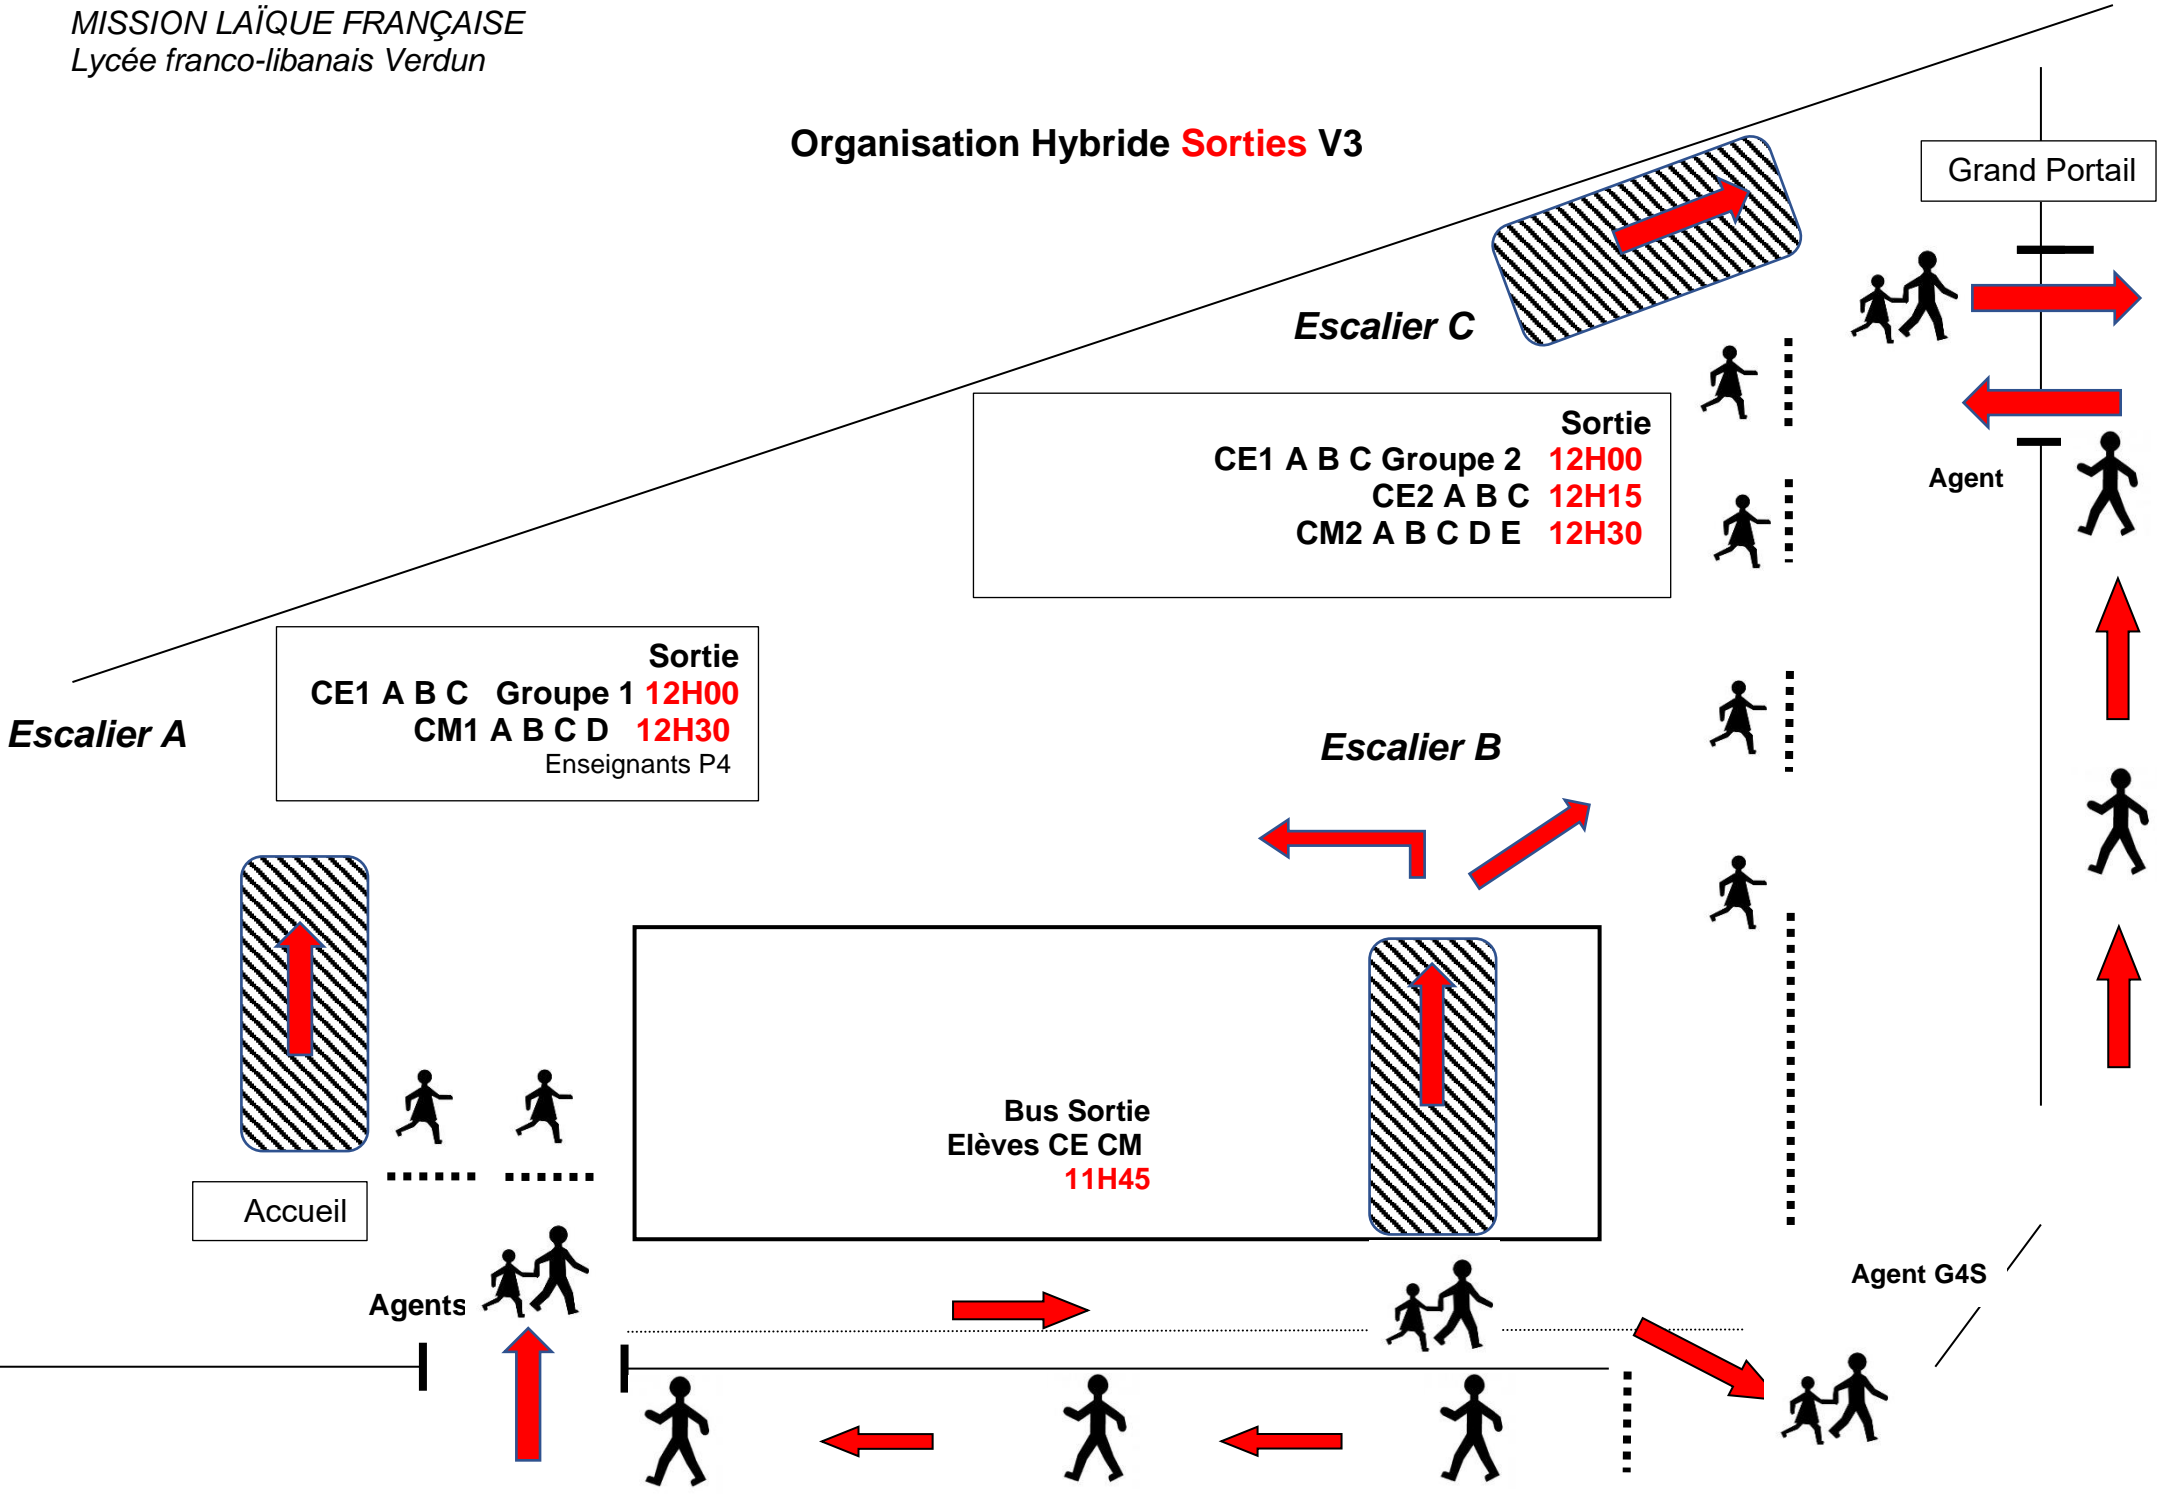 MISSION LAÏQUE FRANÇAISE
Lycée franco-libanais Verdun
Organisation Hybride Sorties V3
Grand Portail
Escalier C
Sortie
CE1 A B C Groupe 2 12H00
CE2 A B C 12H15
CM2 A B C D E 12H30
Agent
Sortie
CE1 A B C Groupe 1 12H00
CM1 A B C D 12H30
Enseignants P4
Escalier A
Escalier B
Bus Sortie
Elèves CE CM
11H45
Accueil
Agents
Agent G4S